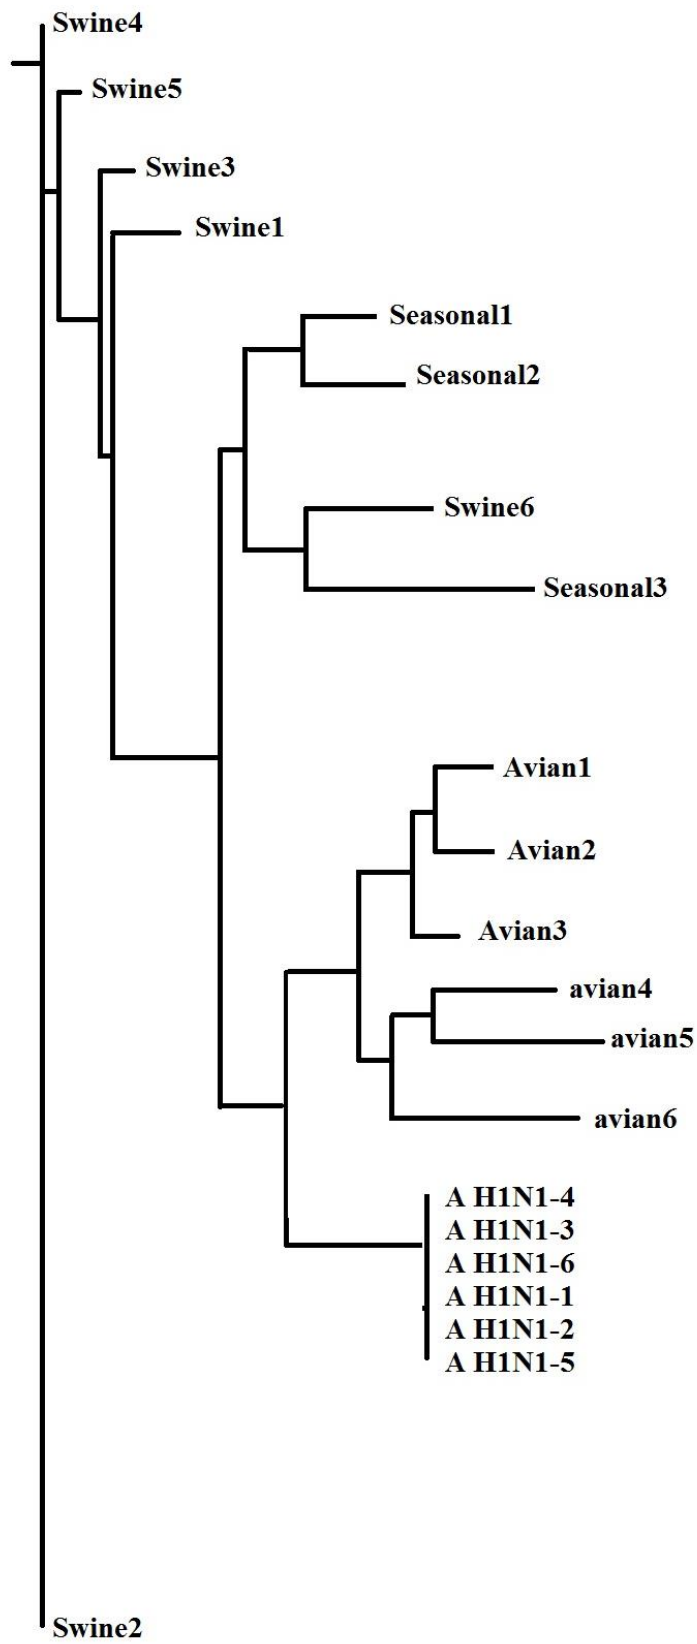 Swine4
Swine5
Swine3
Swine1
Seasonal1
Seasonal2
Swine6
Seasonal3
Avian1
Avian2
Avian3
avian4
avian5
avian6
A H1N1-4
A H1N1-3
A H1N1-6
A H1N1-1
A H1N1-2
A H1N1-5
Swine2